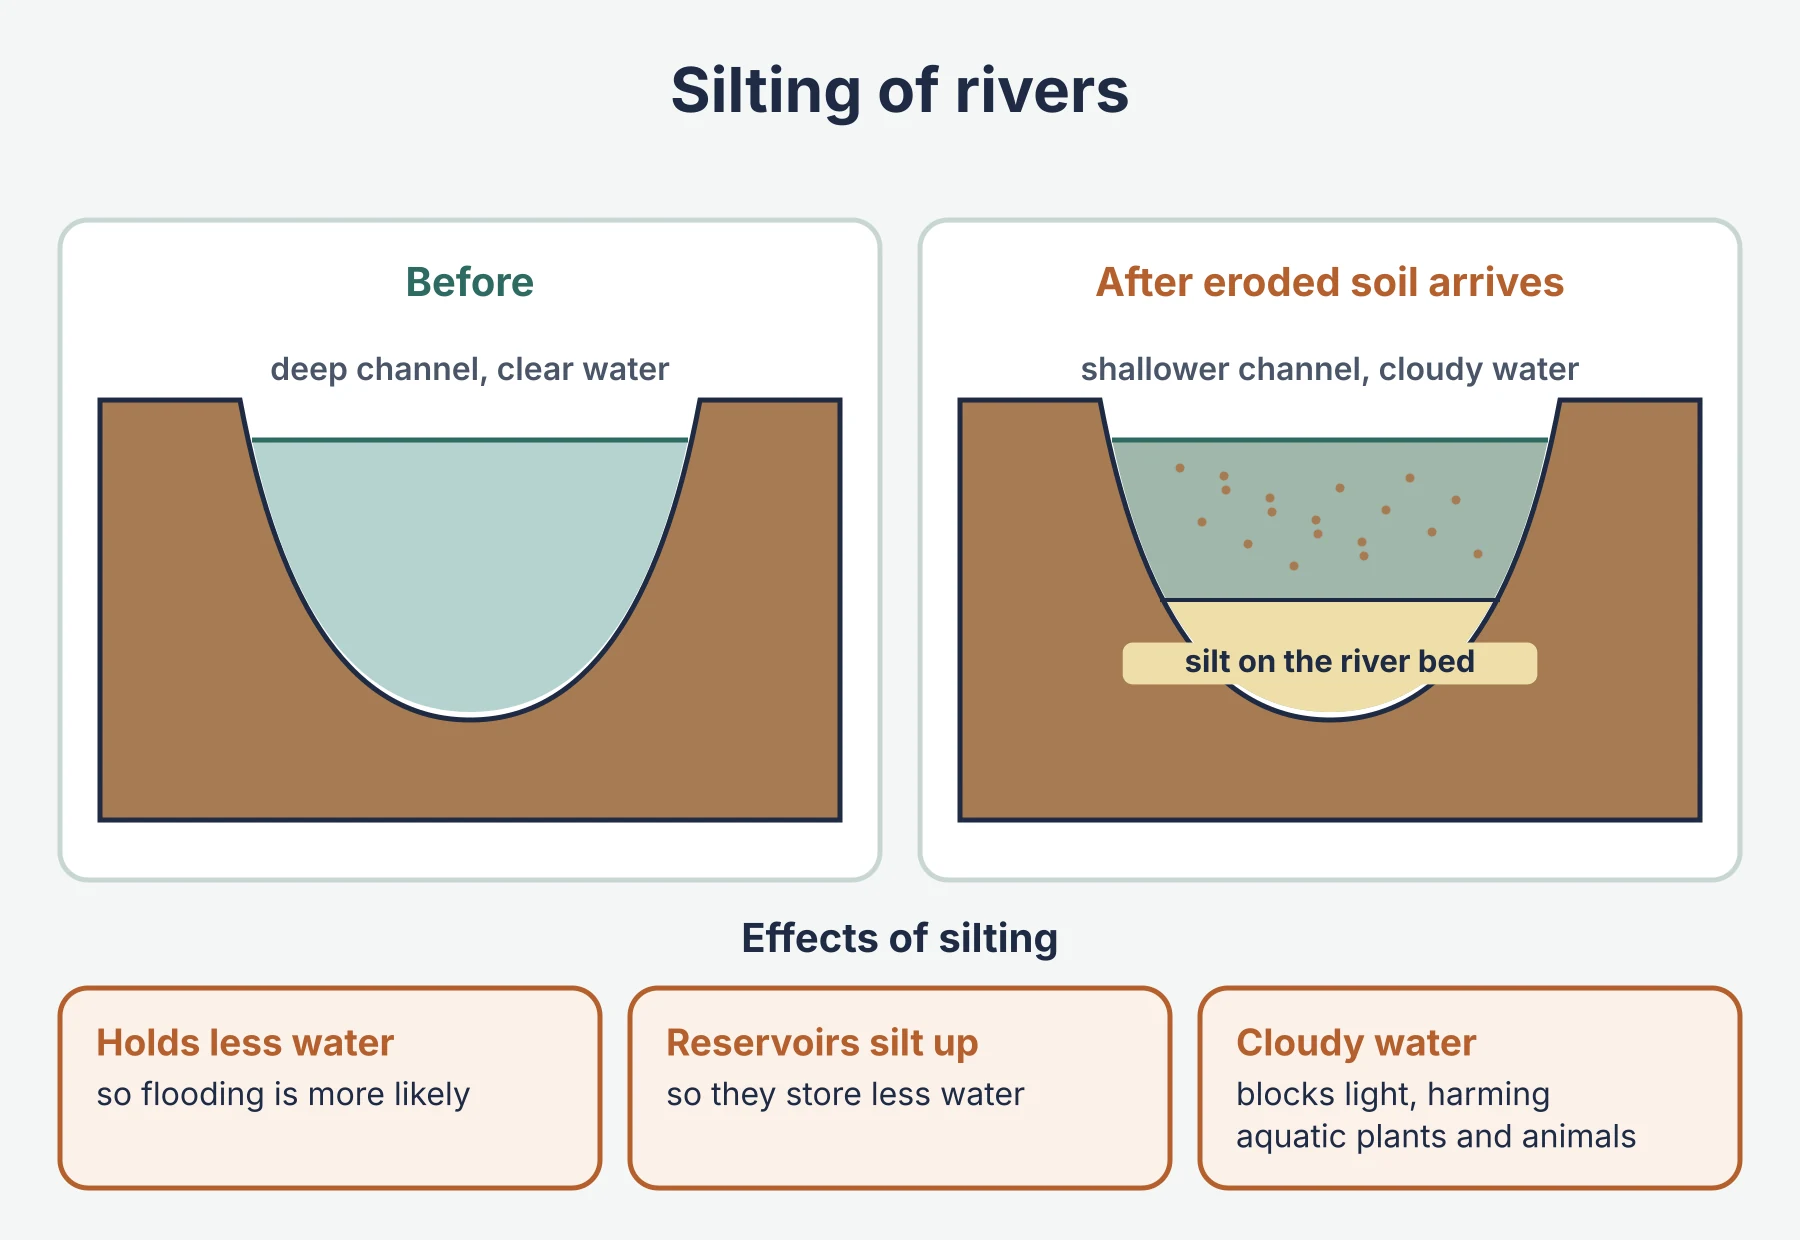 Silting of rivers
Before
deep channel, clear water
After eroded soil arrives
shallower channel, cloudy water
silt on the river bed
Effects of silting
Holds less water
so flooding is more likely
Reservoirs silt up
so they store less water
Cloudy water
blocks light, harming
aquatic plants and animals